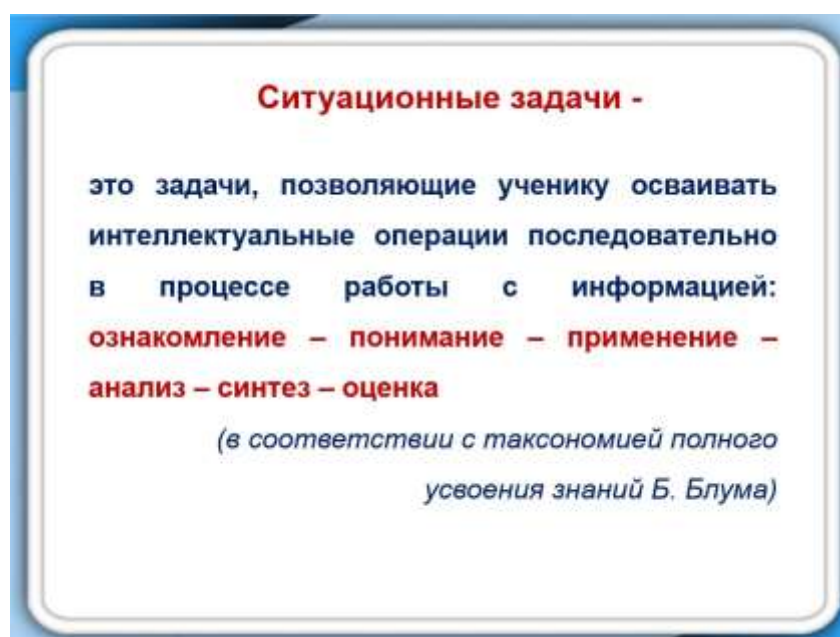 Ситуационные задачи -
это задачи, позволяющие ученику осваивать
интеллектуальные операции последовательно
в процессе работы с информацией:
ознакомление – понимание – применение –
анализ – синтез – оценка
(в соответствии с таксономией полного
усвоения знаний Б. Блума)